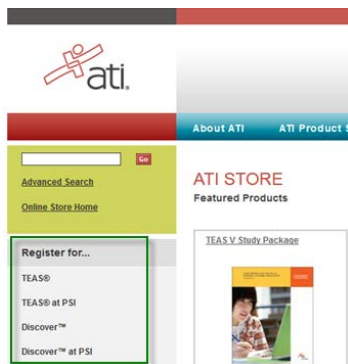 ati.
About ATI
ATI Product
Go
Advanced Search
Online Store Home
ATI STORE
Featured Products
Register for...
TEAS®
TEAS® at PSI
Discover™
Discover™ at PSI
TEAS V Study Package